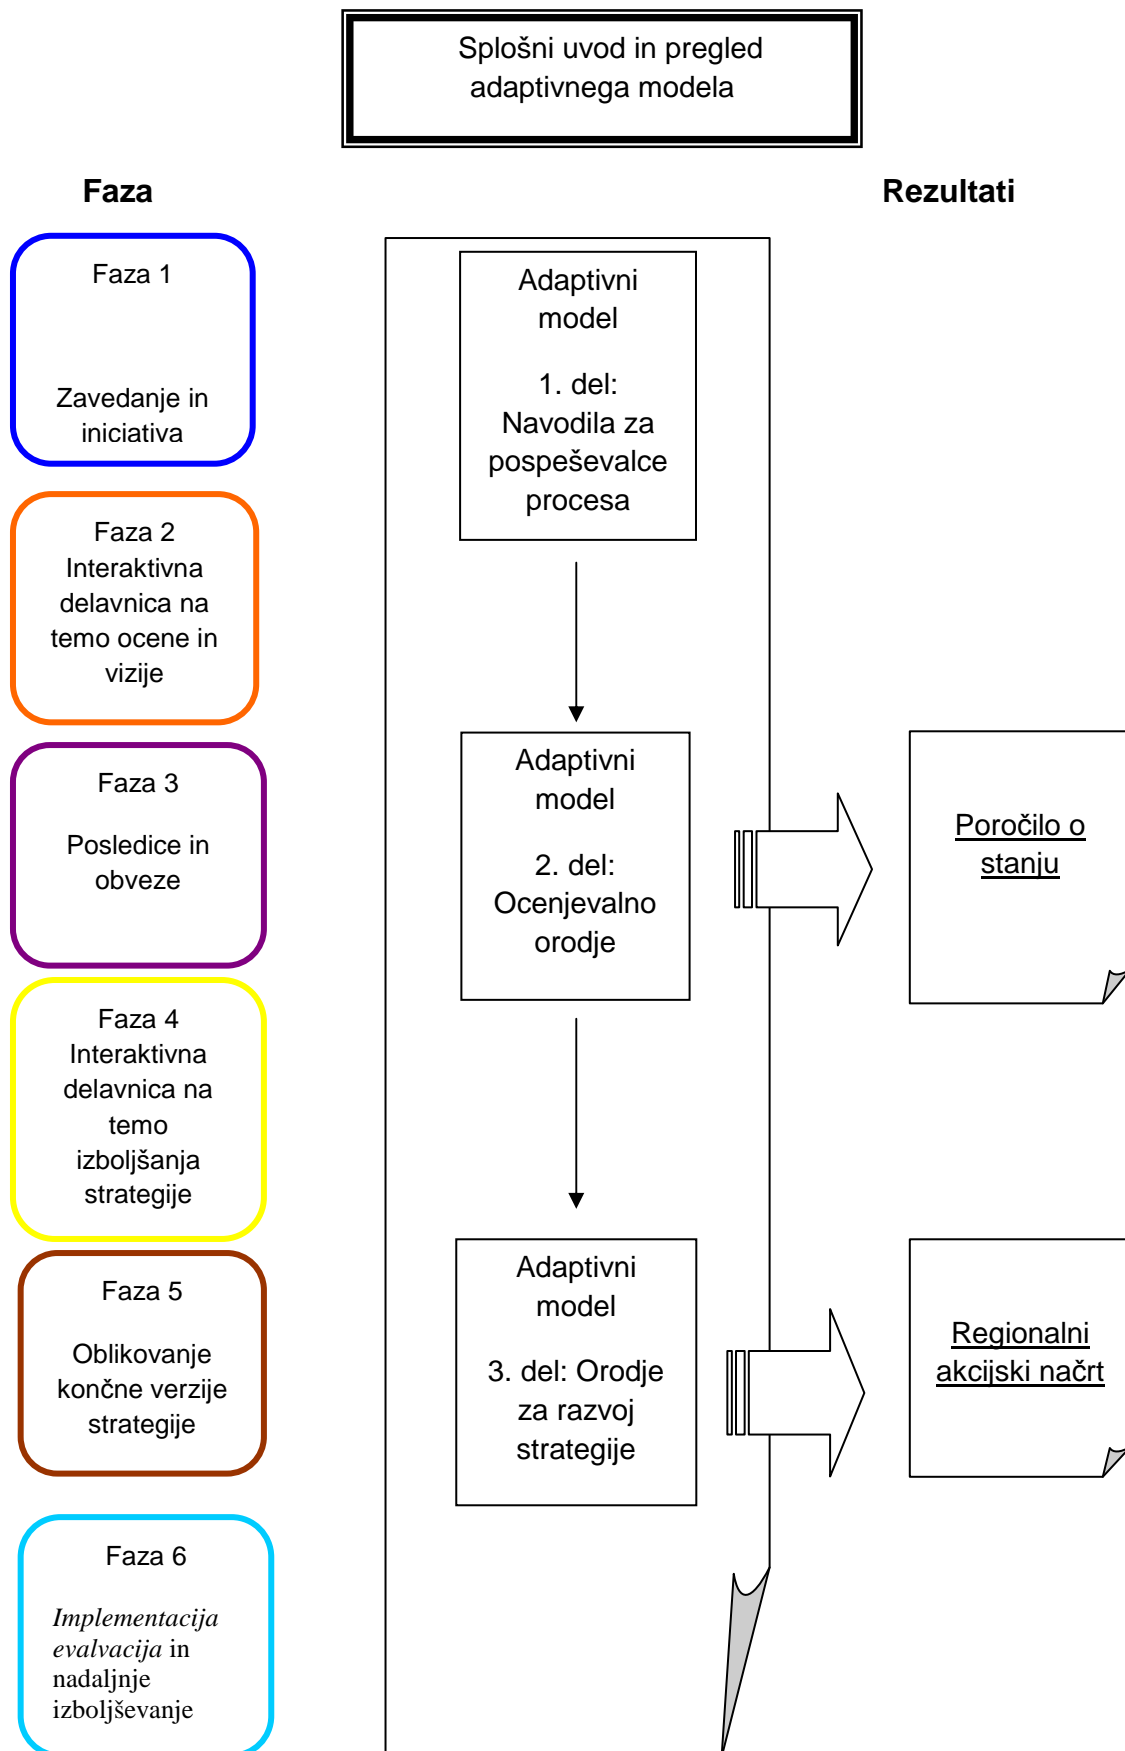 Splošni uvod in pregled
adaptivnega modela
Faza
Rezultati
Faza 1
Zavedanje in
iniciativa
Faza 2
Interaktivna
delavnica na
temo ocene in
vizije
Faza 3
Posledice in
obveze
Faza 4
Interaktivna
delavnica na
temo
izboljšanja
strategije
Faza 5
Oblikovanje
končne verzije
strategije
Faza 6
Implementacija
evalvacija in
nadaljnje
izboljševanje
Adaptivni
model
1. del:
Navodila za
pospeševalce
procesa
Adaptivni
model
2. del:
Ocenjevalno
orodje
Adaptivni
model
3. del: Orodje
za razvoj
strategije
Poročilo o
stanju
Regionalni
akcijski načrt